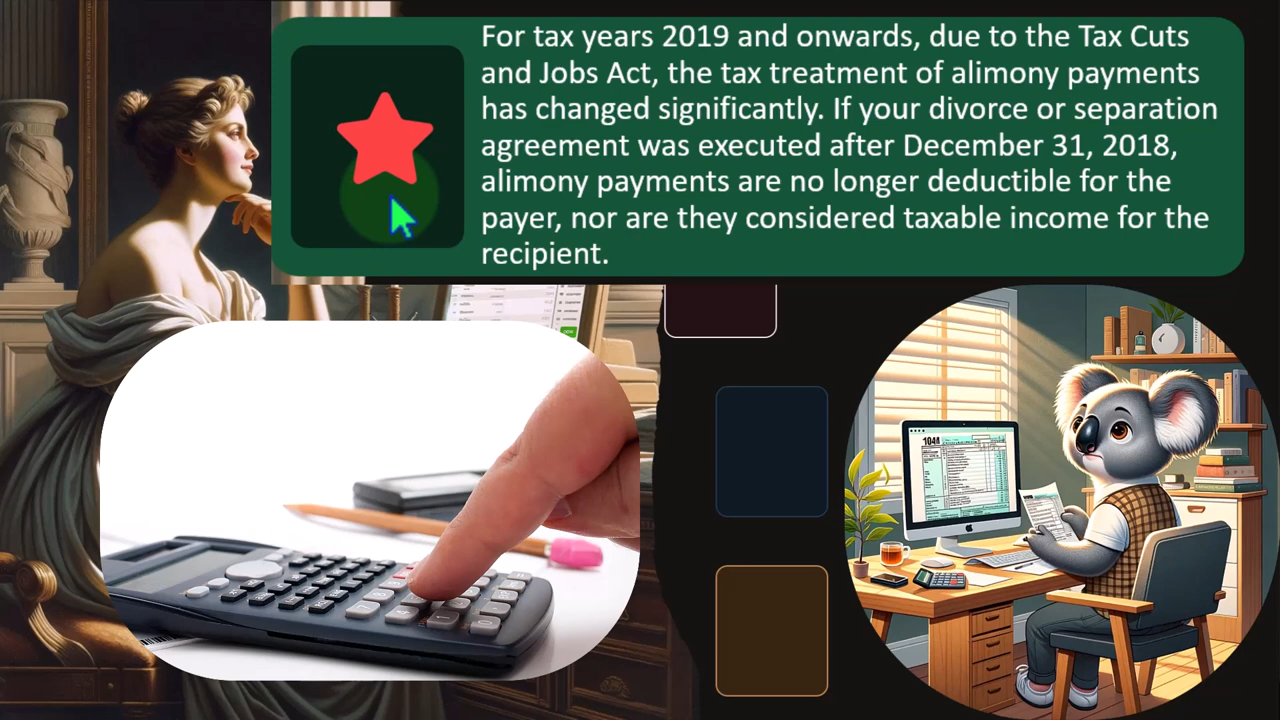 For tax years 2019 and onwards, due to the Tax Cuts
and Jobs Act, the tax treatment of alimony payments
has changed significantly. If your divorce or separation
agreement was executed after December 31, 2018,
alimony payments are no longer deductible for the
payer, nor are they considered taxable income for the
recipient.